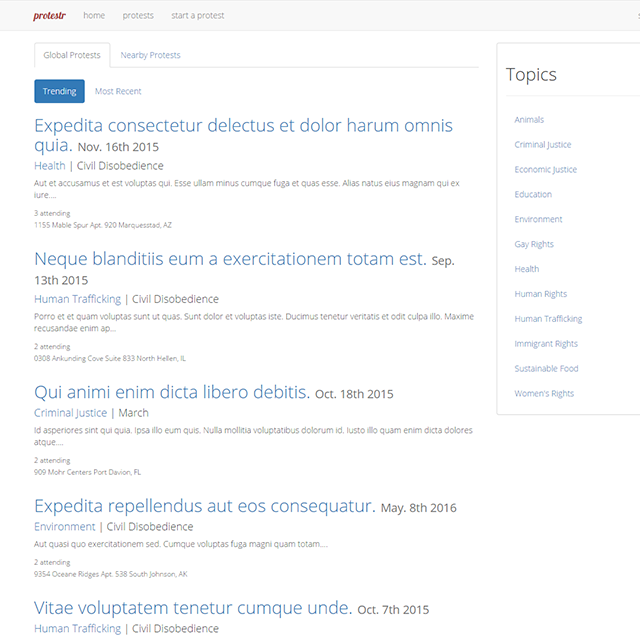 protestr home protests start a protest
Global Protests Nearby Protests
Trending Most Recent
Expedita consectetur delectus et dolor harum omnis
quia. Nov. 16th 2015
Health | Civil Disobedience
Aut et accusamus et est voluptas qui. Esse ullam minus cumque fuga et quas esse. Alias natus eius magnam qui ex
iure....
3 attending
1155 Mable Spur Apt. 920 Marquesstad, AZ
Neque blanditiis eum a exercitationem totam est. Sep.
13th 2015
Human Trafficking | Civil Disobedience
Porro et et quam voluptas sunt ut quas. Sunt dolor et voluptas iste. Ducimus tenetur veritatis et odit culpa illo. Maxime
recusandae enim ap...
2 attending
0308 Ankunding Cove Suite 833 North Hellen, IL
Qui animi enim dicta libero debitis. Oct. 18th 2015
Criminal Justice | March
Id asperiores sint qui quia. Ipsa illo eum quis. Nulla mollitia voluptatibus dolorum id. Iusto illo quam enim dicta dolores
atque....
2 attending
909 Mohr Centers Port Davion, FL
Expedita repellendus aut eos consequatur. May. 8th 2016
Environment | Civil Disobedience
Aut quasi quo exercitationem sed. Cumque voluptas fuga magni quam totam....
2 attending
9354 Oceane Ridges Apt. 538 South Johnson, AK
Vitae voluptatem tenetur cumque unde. Oct. 7th 2015
Human Trafficking | Civil Disobedience
Topics
Animals
Criminal Justice
Economic Justice
Education
Environment
Gay Rights
Health
Human Rights
Human Trafficking
Immigrant Rights
Sustainable Food
Women's Rights